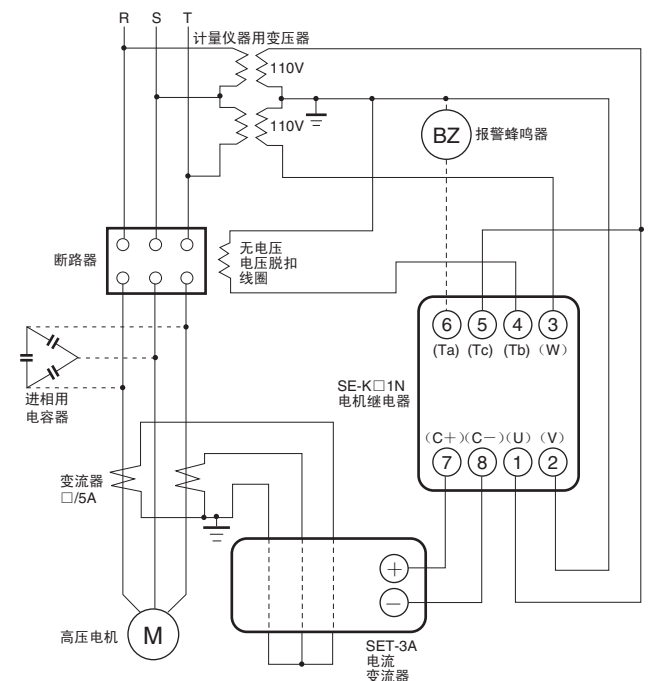 R S T
计量仪器用变压器
110V
110V
BZ 报警蜂鸣器
断路器
无电压
电压脱扣
线圈
6 5 4 3
(Ta) (Tc) (Tb) （W）
进相用
电容器
SE-K□1N
电机继电器
（C+）（C−）（U）（V）
7 8 1 2
变流器
□/5A
+
−
高压电机 M
SET-3A
电流
变流器